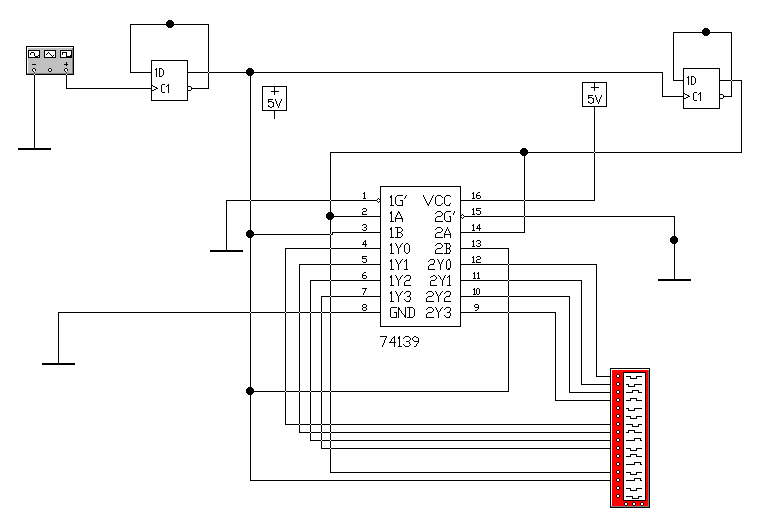 1D
C1
+
5V
+
5V
1D
C1
- +
1 1G' VCC 16
2 1A 2G' 15
3 1B 2A 14
4 1Y0 2B 13
5 1Y1 2Y0 12
6 1Y2 2Y1 11
7 1Y3 2Y2 10
8 GND 2Y3 9
74139